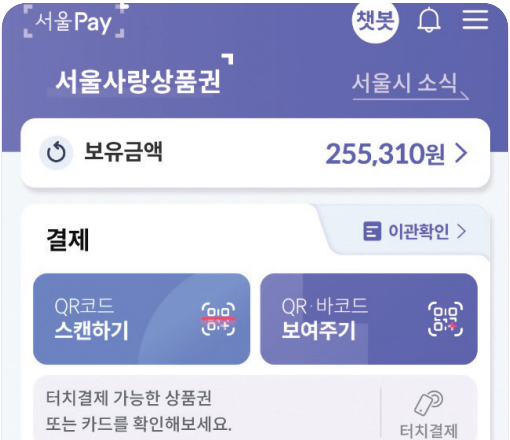 서울Pay+
챗봇
서울사랑상품권
서울시 소식
보유금액
255,310원
결제
이관확인
QR코드
스캔하기
QR·바코드
보여주기
터치결제 가능한 상품권
또는 카드를 확인해보세요.
터치결제